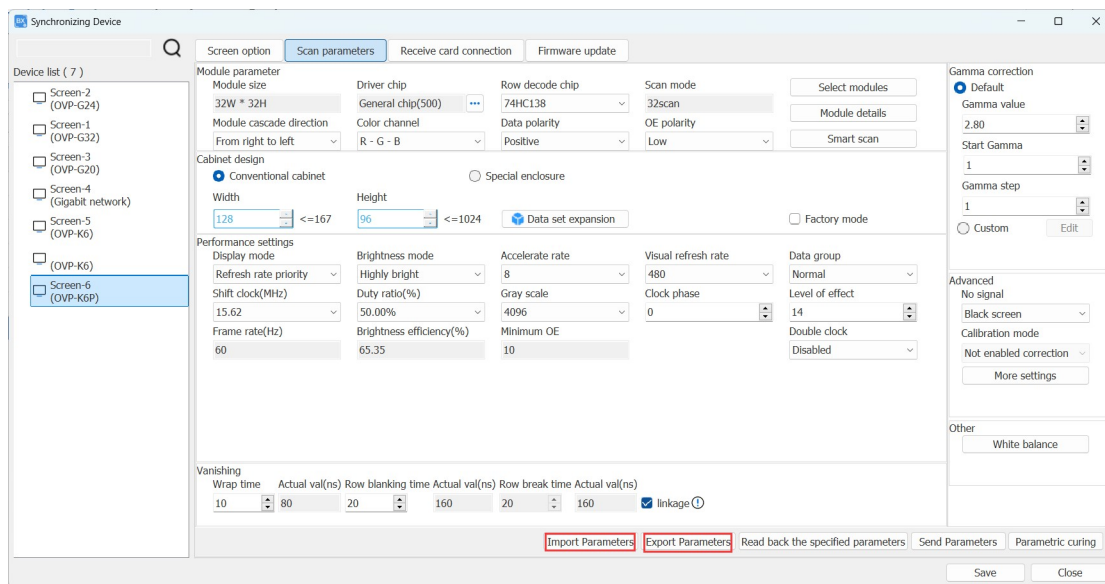 BX Synchronizing Device
Screen option Scan parameters Receive card connection Firmware update
Device list ( 7 )
Screen-2
(OVP-G24)
Screen-1
(OVP-G32)
Screen-3
(OVP-G20)
Screen-4
(Gigabit network)
Screen-5
(OVP-K6)
(OVP-K6)
Screen-6
(OVP-K6P)
Module parameter
Module size Driver chip Row decode chip Scan mode
32W * 32H General chip(500) ••• 74HC138 32scan Select modules
Module details
Module cascade direction Color channel Data polarity OE polarity
From right to left R - G - B Positive Low Smart scan
Cabinet design
Conventional cabinet Special enclosure
Width Height
128 <=167 96 <=1024 Data set expansion Factory mode
Performance settings
Display mode Brightness mode Accelerate rate Visual refresh rate Data group
Refresh rate priority Highly bright 8 480 Normal
Shift clock(MHz) Duty ratio(%) Gray scale Clock phase Level of effect
15.62 50.00% 4096 0 14
Frame rate(Hz) Brightness efficiency(%) Minimum OE Double clock
60 65.35 10 Disabled
Vanishing
Wrap time Actual val(ns) Row blanking time Actual val(ns) Row break time Actual val(ns)
10 80 20 160 20 160 linkage
Gamma correction
Default
Gamma value
2.80
Start Gamma
1
Gamma step
1
Custom Edit
Advanced
No signal
Black screen
Calibration mode
Not enabled correction
More settings
Other
White balance
Import Parameters Export Parameters Read back the specified parameters Send Parameters Parametric curing
Save Close